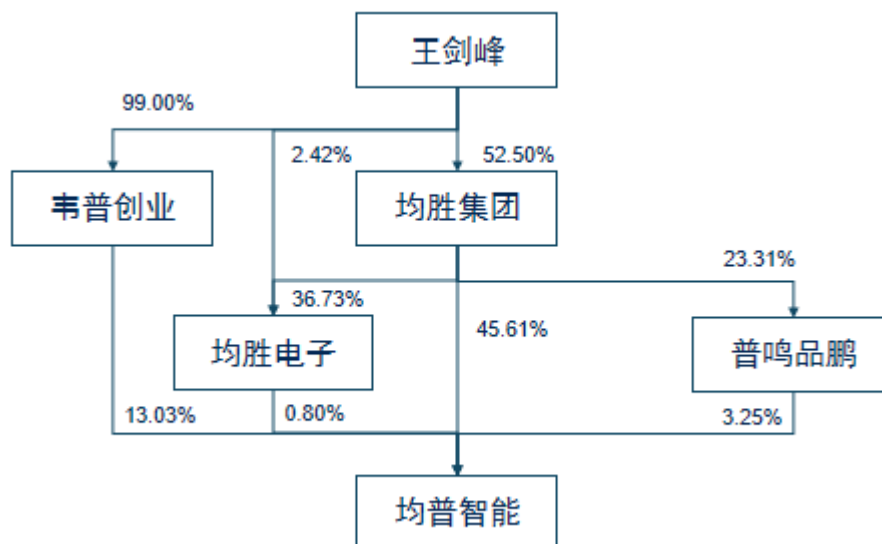 王剑峰
99.00%
2.42%
52.50%
韦普创业
均胜集团
23.31%
36.73%
45.61%
均胜电子
普鸣品鹏
13.03%
0.80%
3.25%
均普智能